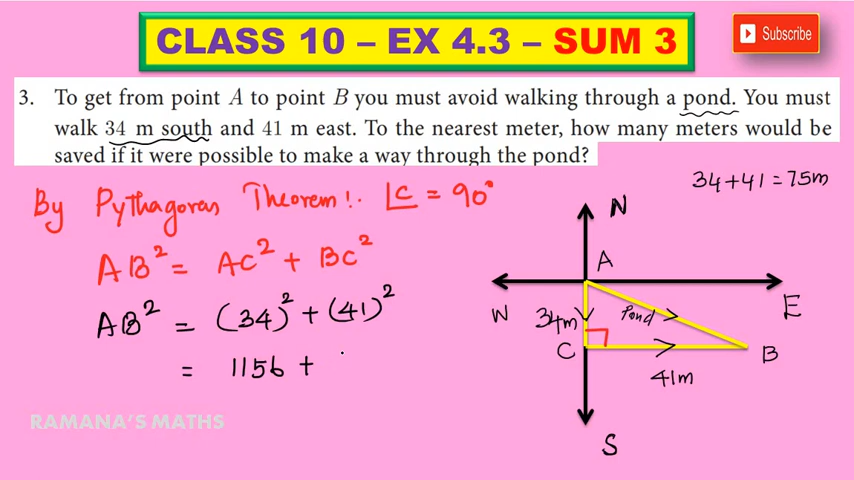 CLASS 10 – EX 4.3 – SUM 3
Subscribe
3. To get from point A to point B you must avoid walking through a pond. You must
walk 34 m south and 41 m east. To the nearest meter, how many meters would be
saved if it were possible to make a way through the pond?
34+41 = 75m
By Pythagoras Theorem:. ∟C = 90°
AB² = AC² + BC²
AB² = (34)² + (41)²
= 1156 +
N
A
W
E
34m
Pond
C
B
41m
S
RAMANA'S MATHS